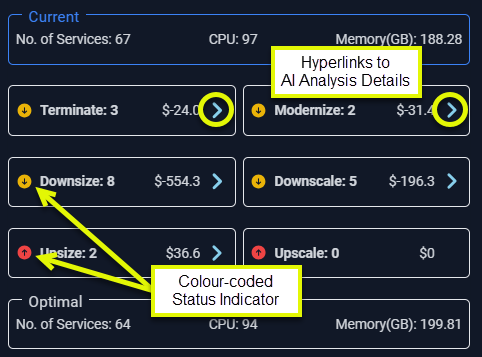 Current
No. of Services: 67 CPU: 97 Memory(GB): 188.28
Hyperlinks to
AI Analysis Details
Terminate: 3 $-24.0
Modernize: 2 $-31.4
Downsize: 8 $-554.3
Downscale: 5 $-196.3
Upsize: 2 $36.6
Upscale: 0 $0
Colour-coded
Status Indicator
Optimal
No. of Services: 64 CPU: 94 Memory(GB): 199.81